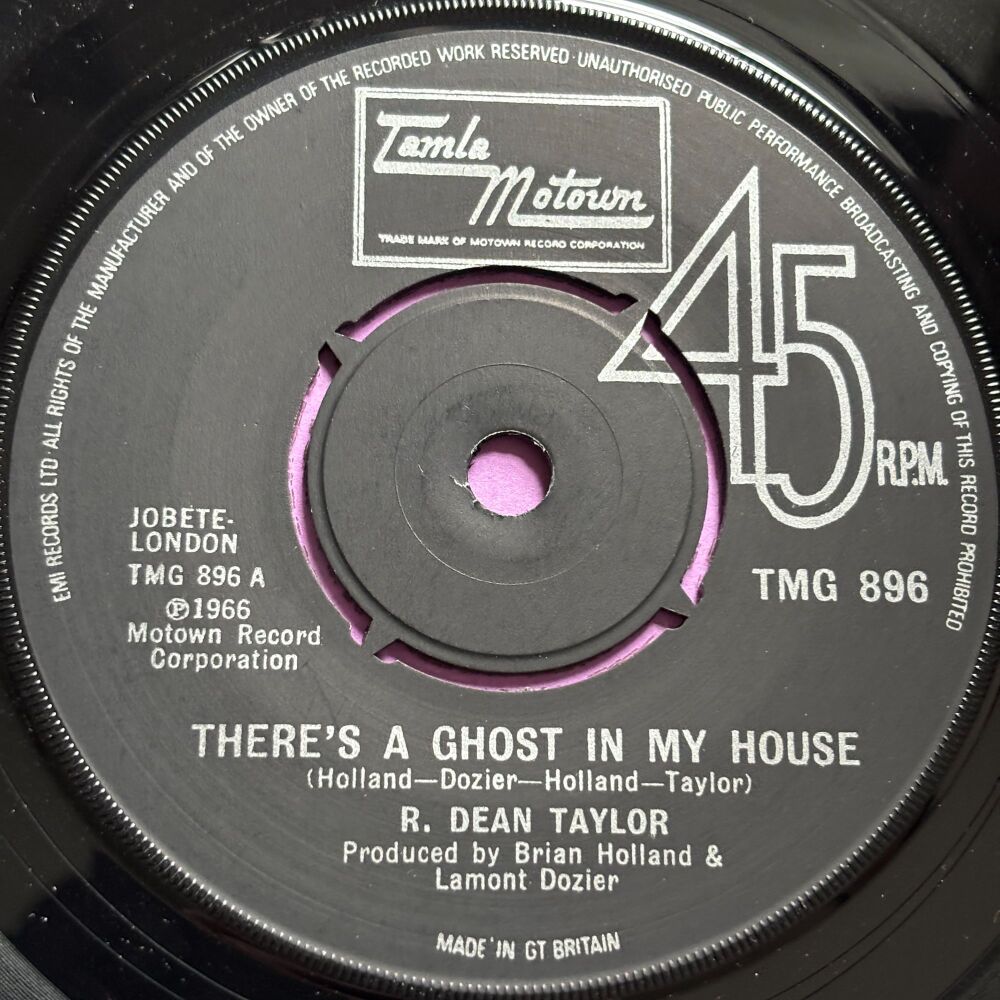 EMI RECORDS LTD · ALL RIGHTS OF THE MANUFACTURER AND OF THE OWNER OF THE RECORDED WORK RESERVED · UNAUTHORISED PUBLIC PERFORMANCE BROADCASTING AND COPYING OF THIS RECORD PROHIBITED
Tamla
Motown
TRADE MARK OF MOTOWN RECORD CORPORATION
45
R.P.M.
JOBETE-
LONDON
TMG 896 A
℗1966
Motown Record
Corporation
TMG 896
THERE'S A GHOST IN MY HOUSE
(Holland—Dozier—Holland—Taylor)
R. DEAN TAYLOR
Produced by Brian Holland &
Lamont Dozier
MADE IN GT BRITAIN